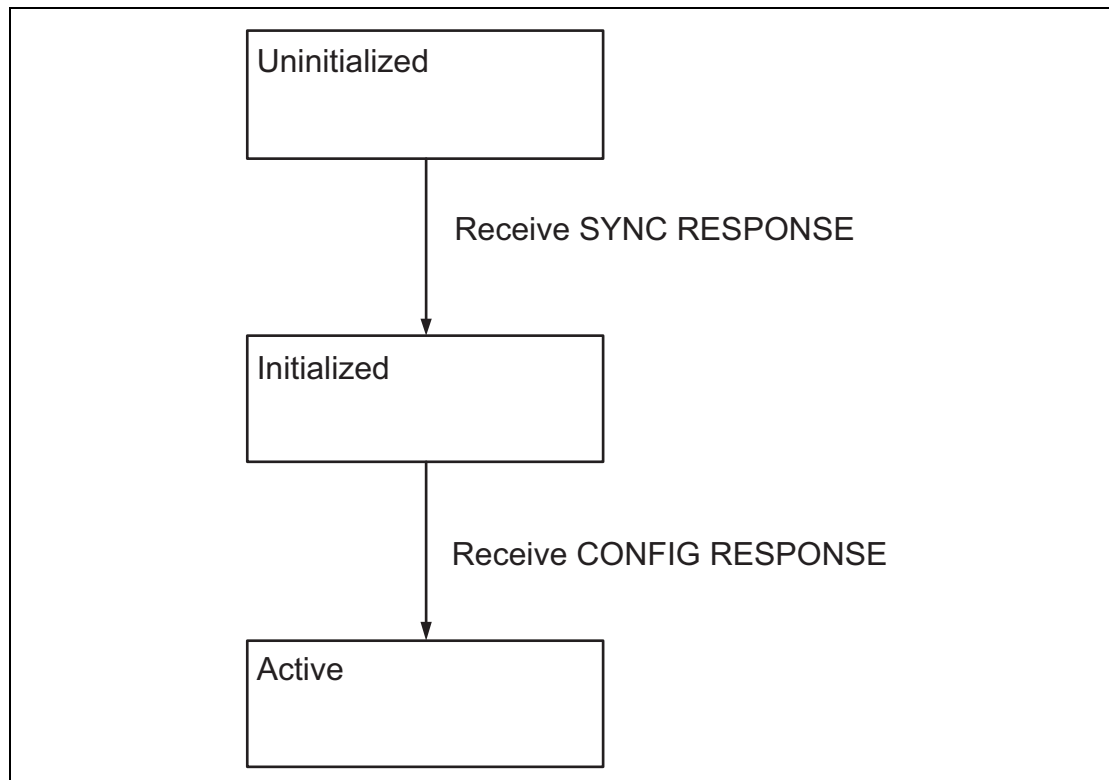 Uninitialized
Receive SYNC RESPONSE
Initialized
Receive CONFIG RESPONSE
Active